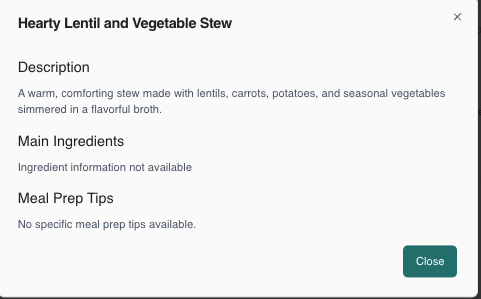 Hearty Lentil and Vegetable Stew
×
Description
A warm, comforting stew made with lentils, carrots, potatoes, and seasonal vegetables
simmered in a flavorful broth.
Main Ingredients
Ingredient information not available
Meal Prep Tips
No specific meal prep tips available.
Close